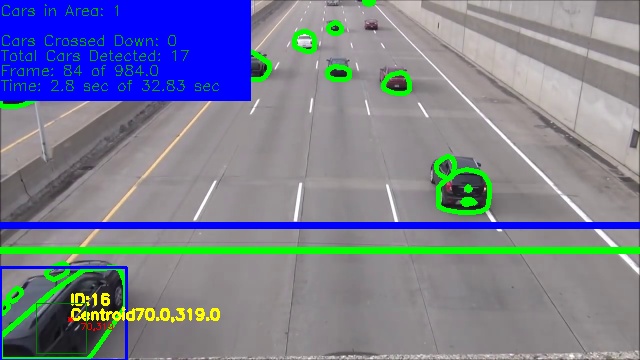 Cars in Area: 1
Cars Crossed Down: 0
Total Cars Detected: 17
Frame: 84 of 984.0
Time: 2.8 sec of 32.83 sec
ID:16
Centroid70.0,319.0